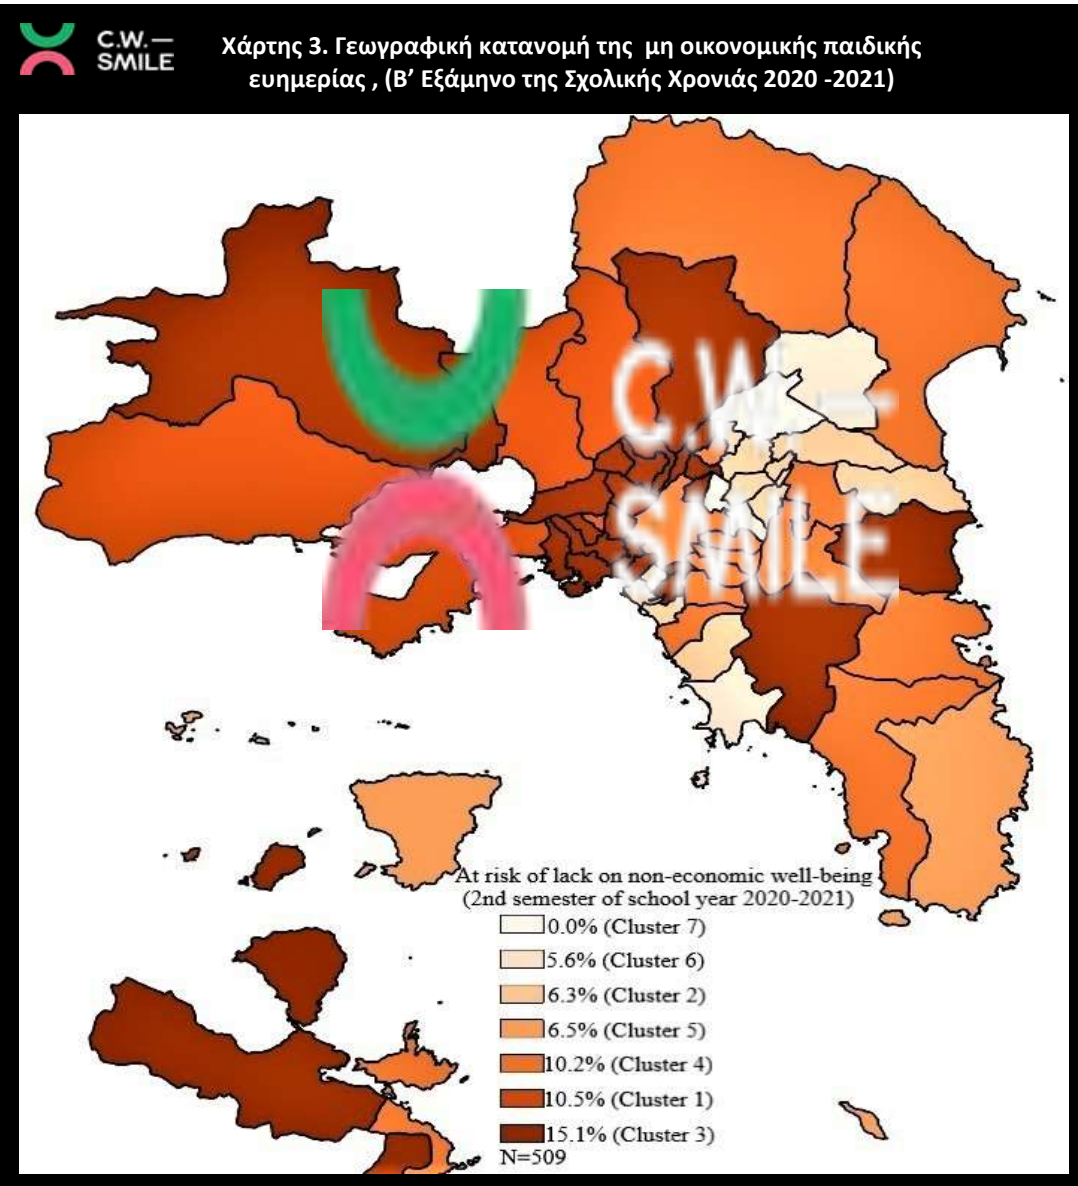 C.W.—
SMILE
Χάρτης 3. Γεωγραφική κατανομή της μη οικονομικής παιδικής
ευημερίας , (Β’ Εξάμηνο της Σχολικής Χρονιάς 2020 -2021)
C.W.—
SMILE
At risk of lack on non-economic well-being
(2nd semester of school year 2020-2021)
0.0% (Cluster 7)
5.6% (Cluster 6)
6.3% (Cluster 2)
6.5% (Cluster 5)
10.2% (Cluster 4)
10.5% (Cluster 1)
15.1% (Cluster 3)
N=509